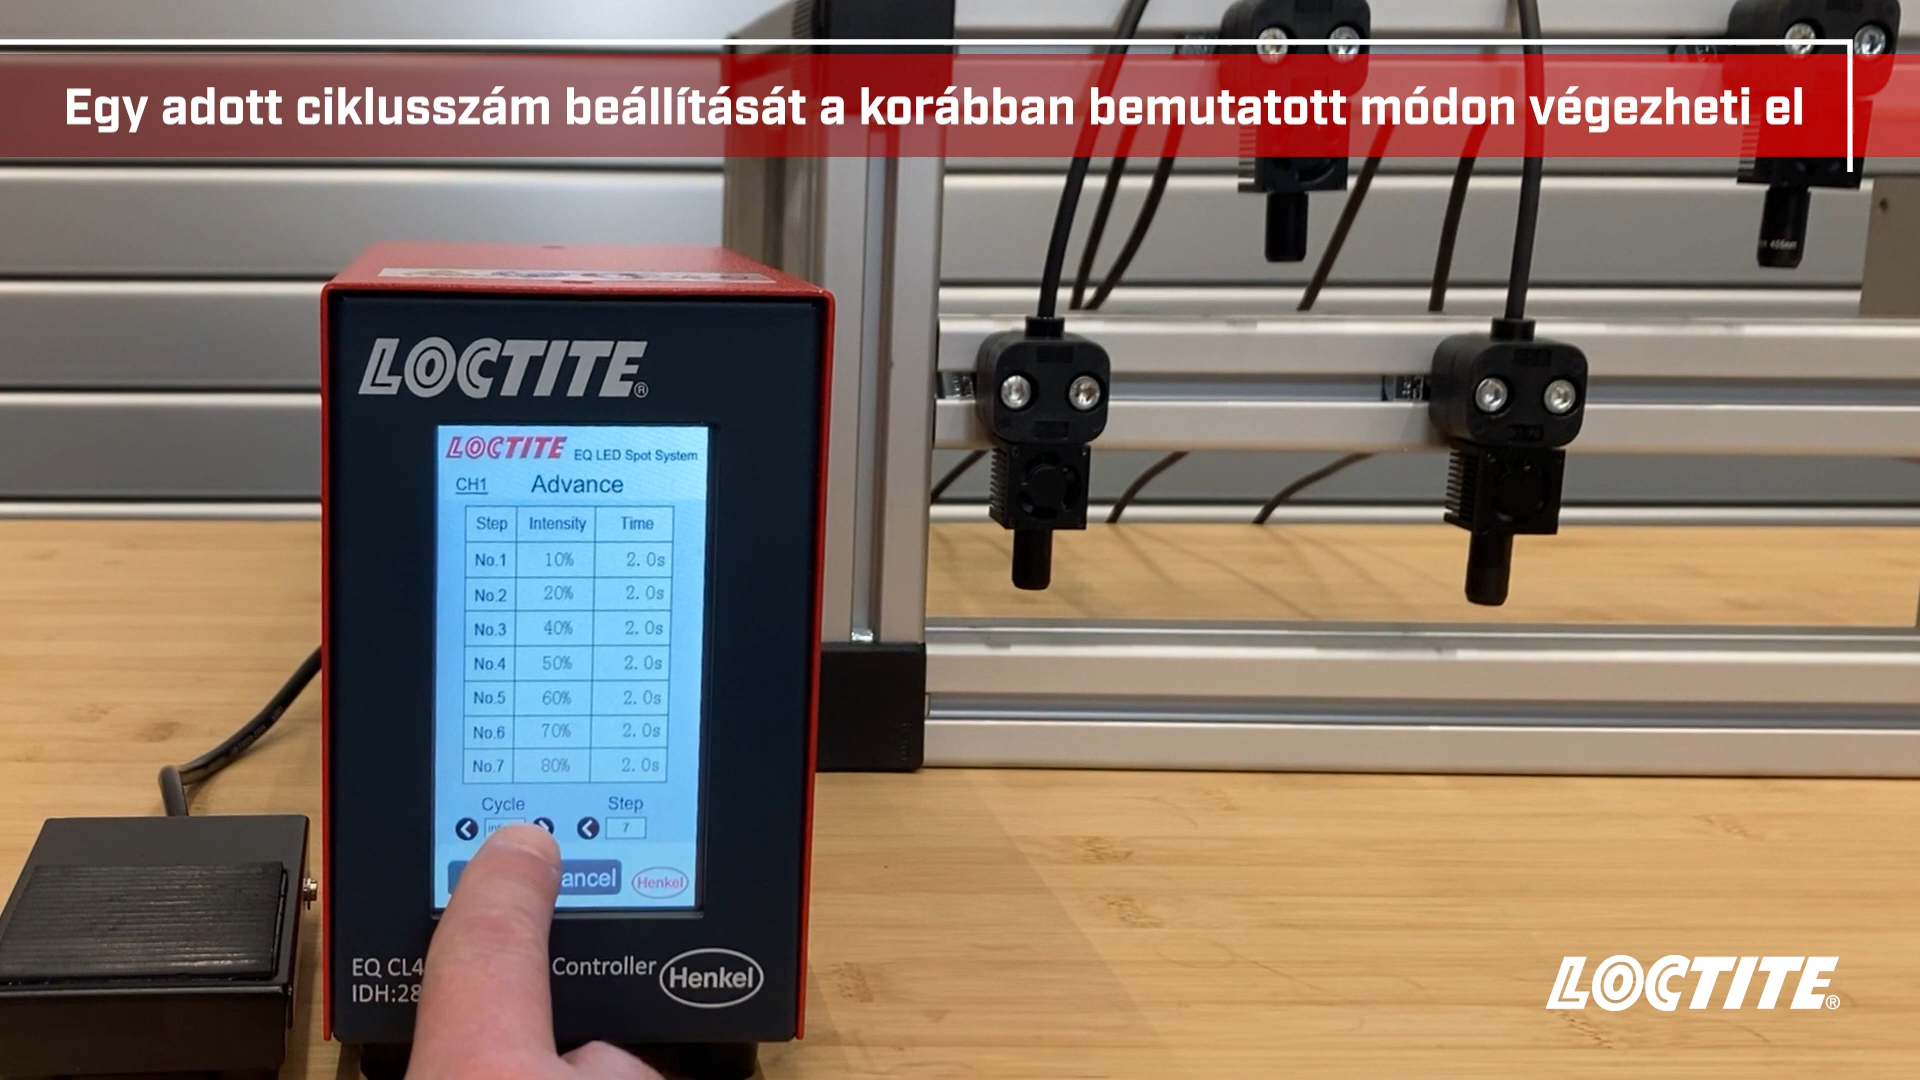 Egy adott ciklusszám beállítását a korábban bemutatott módon végezheti el
LOCTITE®
LOCTITE EQ LED Spot System
CH1 Advance
Step Intensity Time
No.1 10% 2.0s
No.2 20% 2.0s
No.3 40% 2.0s
No.4 50% 2.0s
No.5 60% 2.0s
No.6 70% 2.0s
No.7 80% 2.0s
Cycle Step
7
ancel Henkel
EQ CL4 Controller Henkel
IDH:28
LOCTITE®